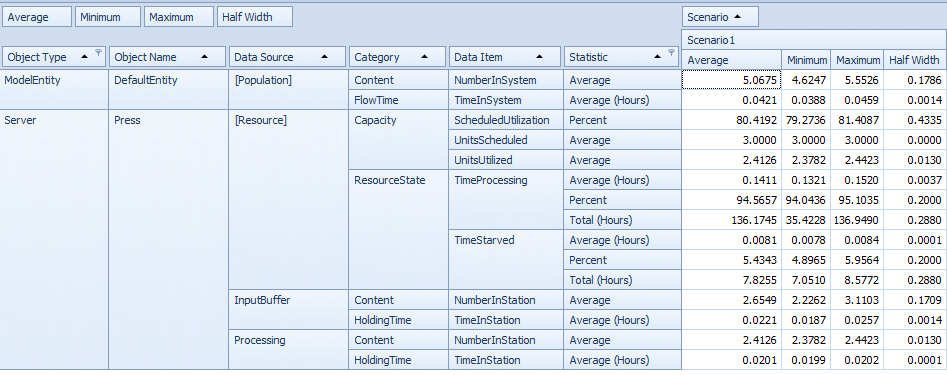 Average Minimum Maximum Half Width Scenario
Scenario1
Object Type Object Name Data Source Category Data Item Statistic Average Minimum Maximum Half Width
ModelEntity DefaultEntity [Population] Content NumberInSystem Average 5.0675 4.6247 5.5526 0.1786
FlowTime TimeInSystem Average (Hours) 0.0421 0.0388 0.0459 0.0014
Server Press [Resource] Capacity ScheduledUtilization Percent 80.4192 79.2736 81.4087 0.4335
UnitsScheduled Average 3.0000 3.0000 3.0000 0.0000
UnitsUtilized Average 2.4126 2.3782 2.4423 0.0130
ResourceState TimeProcessing Average (Hours) 0.1411 0.1321 0.1520 0.0037
Percent 94.5657 94.0436 95.1035 0.2000
Total (Hours) 136.1745 35.4228 136.9490 0.2880
TimeStarved Average (Hours) 0.0081 0.0078 0.0084 0.0001
Percent 5.4343 4.8965 5.9564 0.2000
Total (Hours) 7.8255 7.0510 8.5772 0.2880
InputBuffer Content NumberInStation Average 2.6549 2.2262 3.1103 0.1709
HoldingTime TimeInStation Average (Hours) 0.0221 0.0187 0.0257 0.0014
Processing Content NumberInStation Average 2.4126 2.3782 2.4423 0.0130
HoldingTime TimeInStation Average (Hours) 0.0201 0.0199 0.0202 0.0001